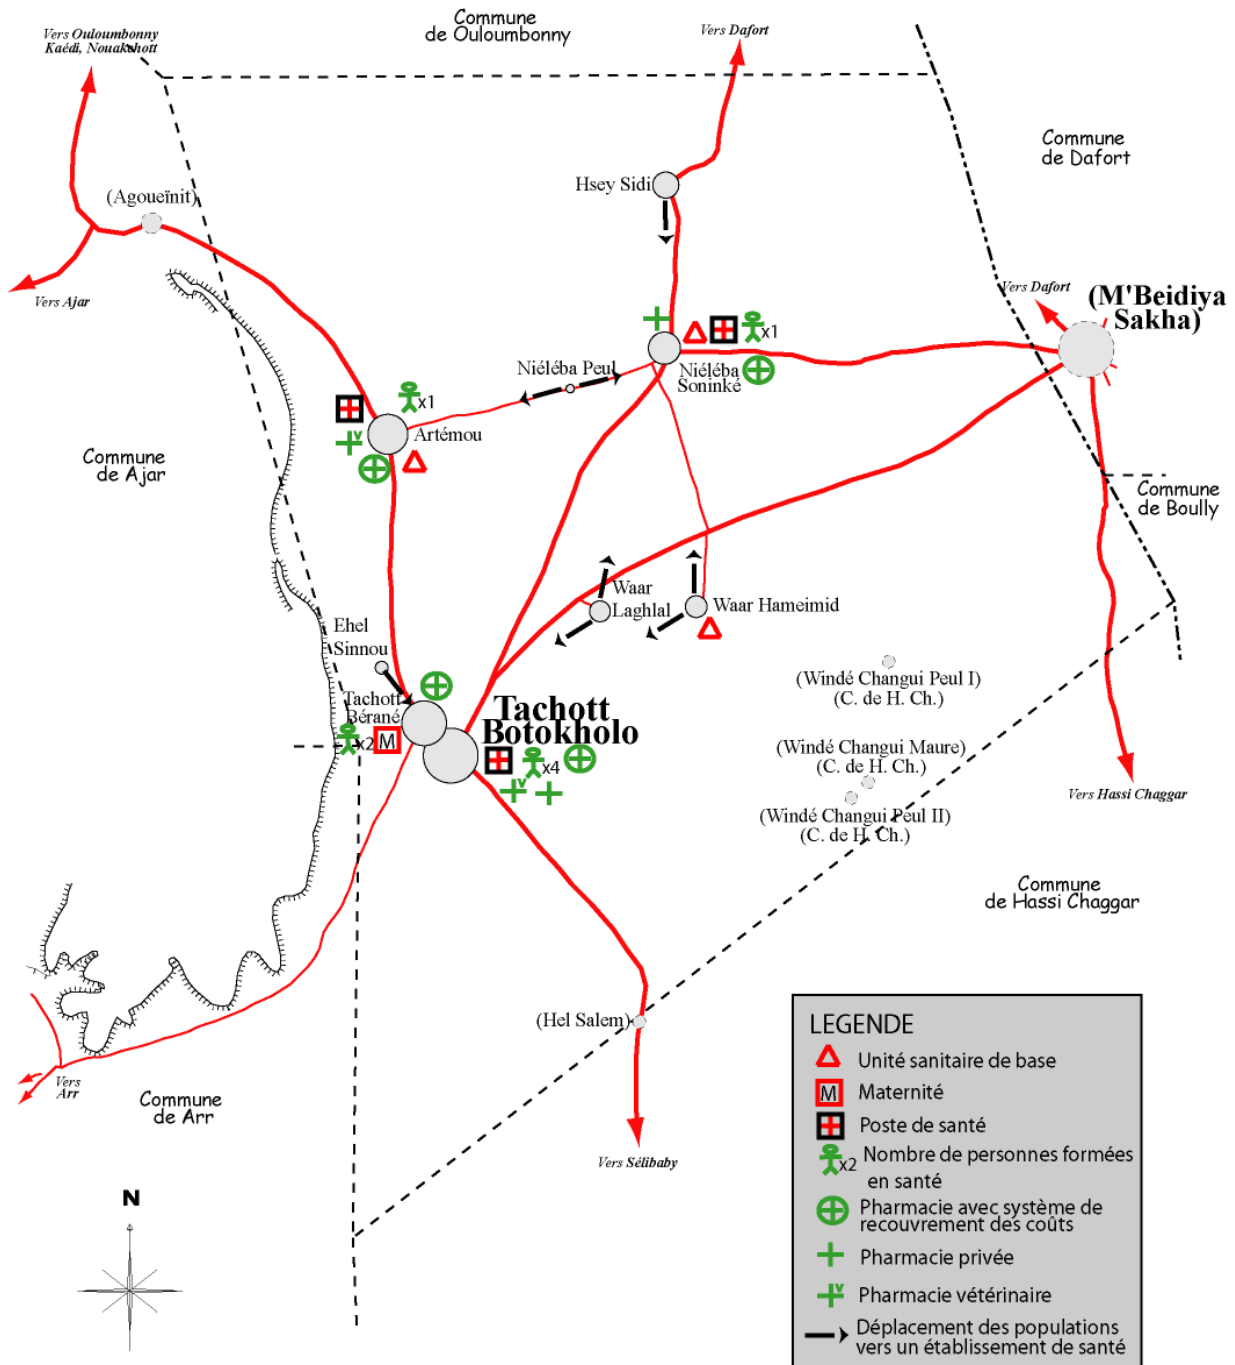 Commune
de Ouloumbonny
Vers Ouloumbonny
Kaédi, Nouakchott
Vers Dafort
Commune
de Dafort
Hsey Sidi
(Agoueïnit)
Vers Ajar
Vers Dafort
(M'Beidiya
Sakha)
x1
Niéléba Peul
Niéléba
Soninké
x1
Artémou
V
Commune
de Ajar
Commune
de Boully
Waar
Laghlal
Waar Hameimid
Ehel
Sinnou
Tachott
Bérané
(Windé Changui Peul I)
(C. de H. Ch.)
Tachott
Botokholo
x2
M
x4
V
(Windé Changui Maure)
(C. de H. Ch.)
Vers Hassi Chaggar
(Windé Changui Peul II)
(C. de H. Ch.)
Commune
de Hassi Chaggar
(Hel Salem)
Vers
Arr
Commune
de Arr
Vers Sélibaby
N
LEGENDE
Unité sanitaire de base
M Maternité
Poste de santé
x2 Nombre de personnes formées
en santé
Pharmacie avec système de
recouvrement des coûts
Pharmacie privée
V Pharmacie vétérinaire
Déplacement des populations
vers un établissement de santé